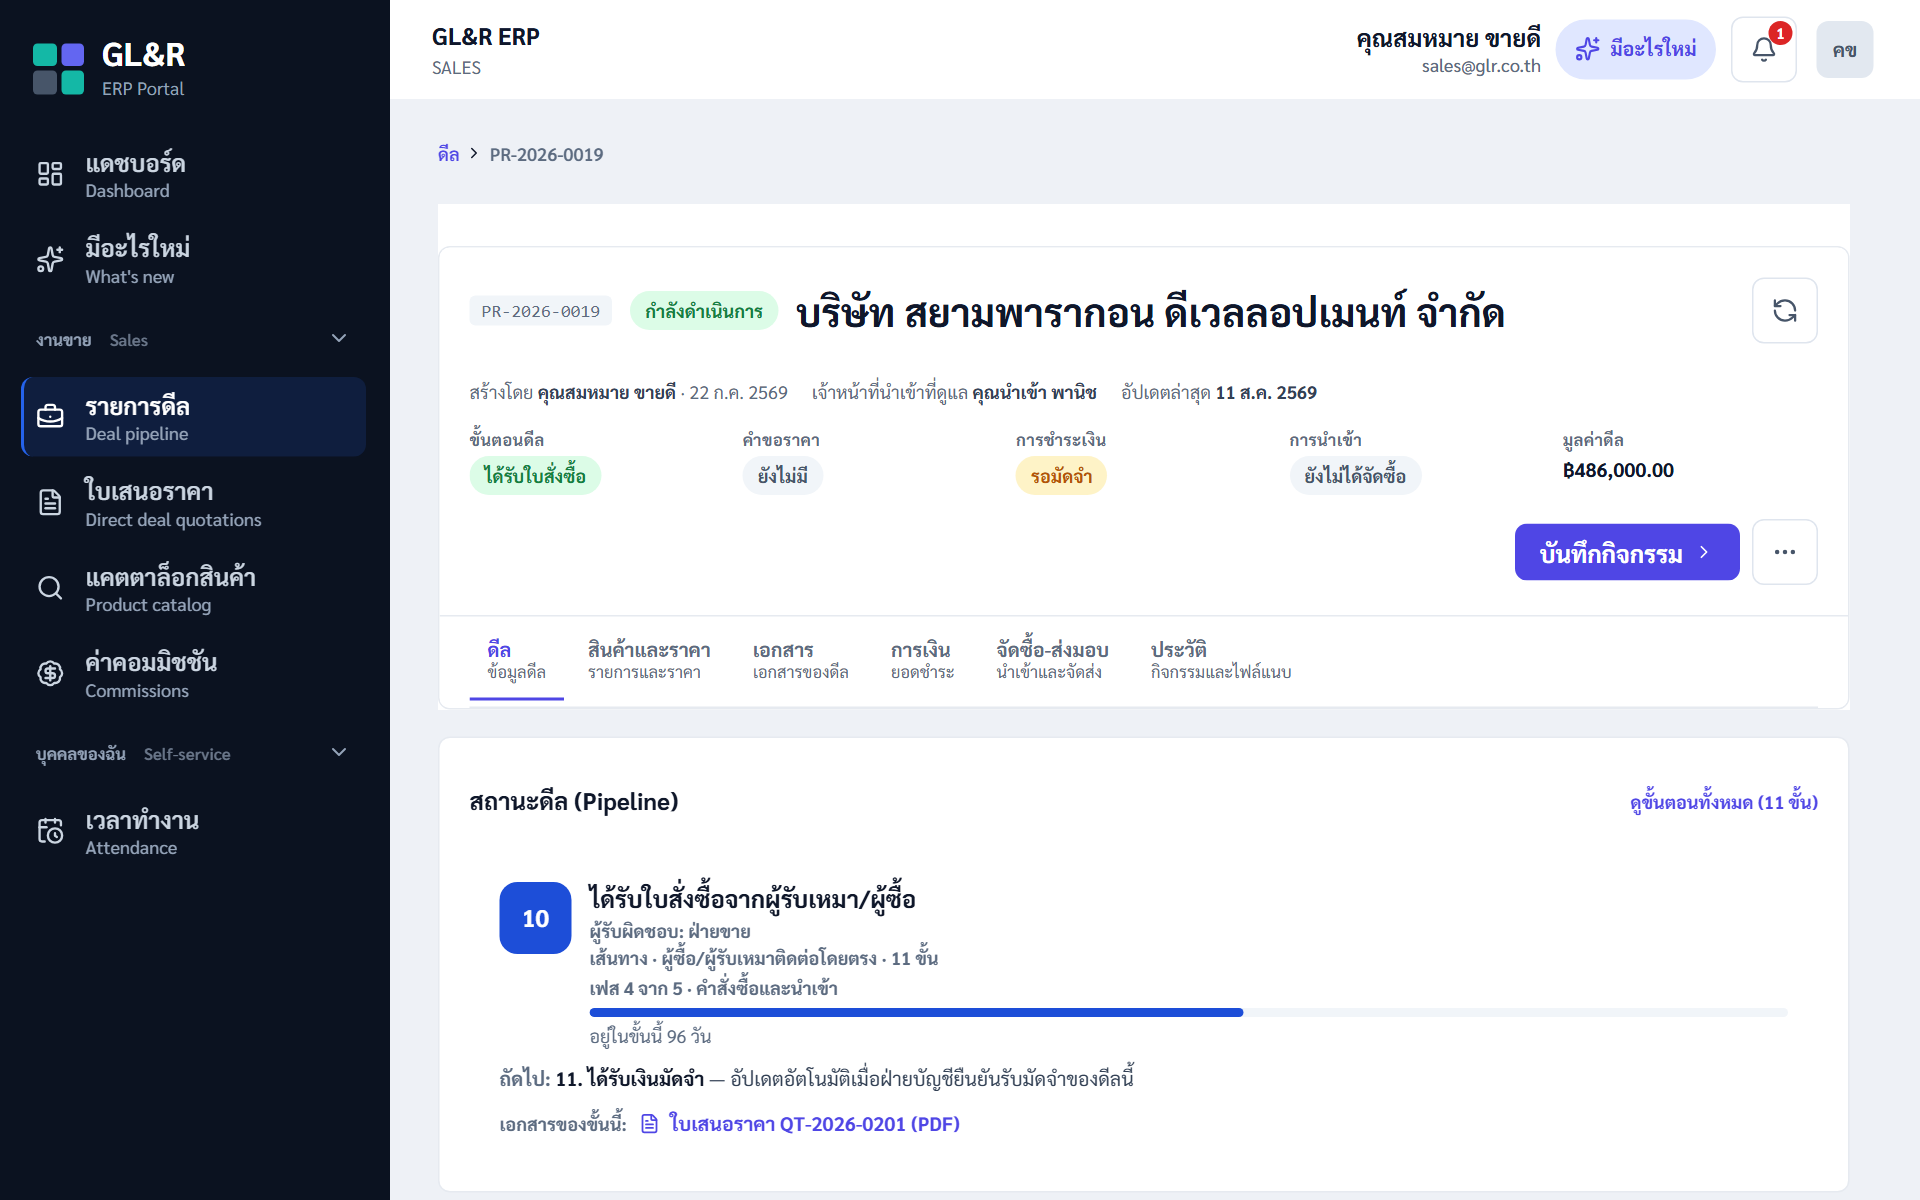 GL&R
ERP Portal
แดชบอร์ด
Dashboard
มีอะไรใหม่
What's new
งานขาย Sales
รายการดีล
Deal pipeline
ใบเสนอราคา
Direct deal quotations
แคตตาล็อกสินค้า
Product catalog
ค่าคอมมิชชัน
Commissions
บุคคลของฉัน Self-service
เวลาทำงาน
Attendance
GL&R ERP
SALES
คุณสมหมาย ขายดี
sales@glr.co.th
มีอะไรใหม่
1
คข
ดีล > PR-2026-0019
PR-2026-0019 กำลังดำเนินการ บริษัท สยามพารากอน ดีเวลลอปเมนท์ จำกัด
สร้างโดย คุณสมหมาย ขายดี · 22 ก.ค. 2569 เจ้าหน้าที่นำเข้าที่ดูแล คุณนำเข้า พานิช อัปเดตล่าสุด 11 ส.ค. 2569
ขั้นตอนดีล คำขอราคา การชำระเงิน การนำเข้า มูลค่าดีล
ได้รับใบสั่งซื้อ ยังไม่มี รอมัดจำ ยังไม่ได้จัดซื้อ ฿486,000.00
บันทึกกิจกรรม
ดีล สินค้าและราคา เอกสาร การเงิน จัดซื้อ-ส่งมอบ ประวัติ
ข้อมูลดีล รายการและราคา เอกสารของดีล ยอดชำระ นำเข้าและจัดส่ง กิจกรรมและไฟล์แนบ
สถานะดีล (Pipeline)
ดูขั้นตอนทั้งหมด (11 ขั้น)
10
ได้รับใบสั่งซื้อจากผู้รับเหมา/ผู้ซื้อ
ผู้รับผิดชอบ: ฝ่ายขาย
เส้นทาง · ผู้ซื้อ/ผู้รับเหมาติดต่อโดยตรง · 11 ขั้น
เฟส 4 จาก 5 · คำสั่งซื้อและนำเข้า
อยู่ในขั้นนี้ 96 วัน
ถัดไป: 11. ได้รับเงินมัดจำ — อัปเดตอัตโนมัติเมื่อฝ่ายบัญชียืนยันรับมัดจำของดีลนี้
เอกสารของขั้นนี้: ใบเสนอราคา QT-2026-0201 (PDF)